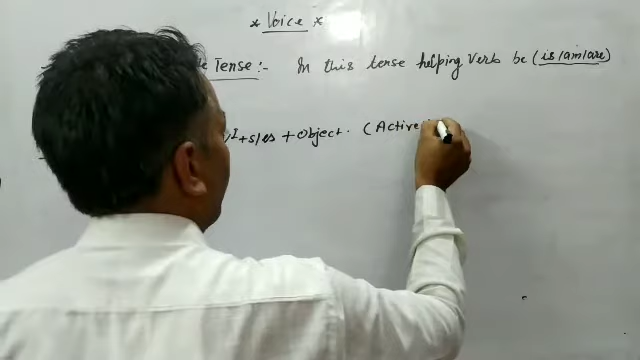 * Voice *
Tense :- In this tense helping verb be (is/am/are)
I+s/es + Object. (Active